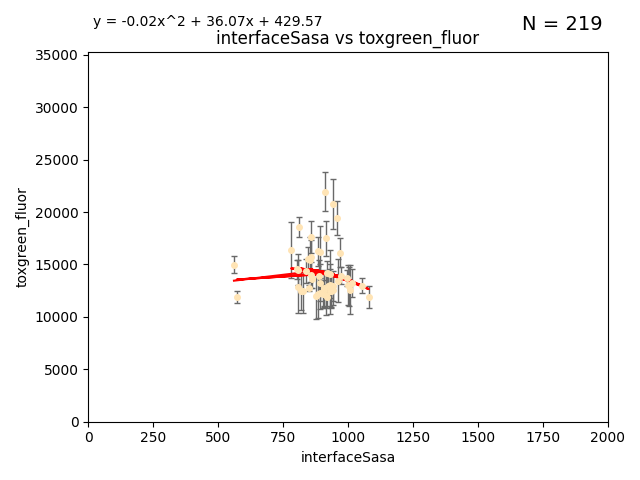 y = -0.02x^2 + 36.07x + 429.57
N = 219
interfaceSasa vs toxgreen_fluor
35000
30000
25000
20000
15000
10000
5000
0
toxgreen_fluor
0 250 500 750 1000 1250 1500 1750 2000
interfaceSasa